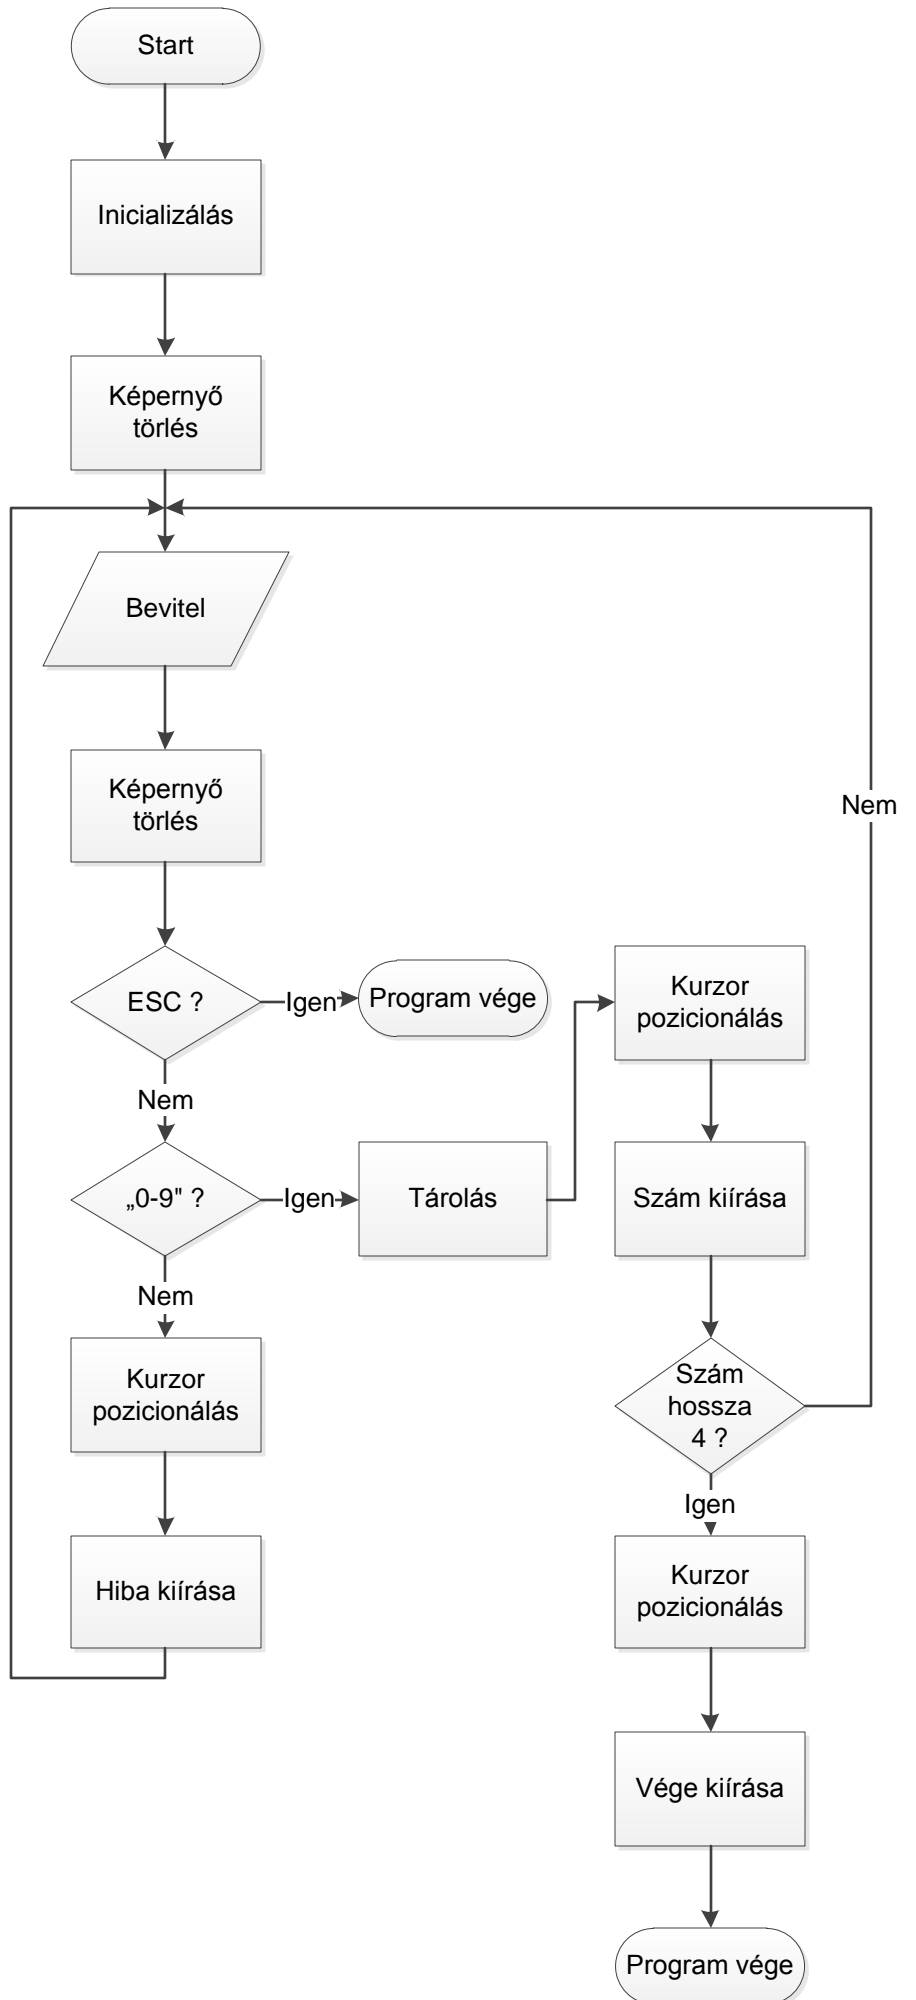 Start
Inicializálás
Képernyő
törlés
Bevitel
Képernyő
törlés
Nem
ESC ?
Igen
Program vége
Kurzor
pozicionálás
Nem
„0-9" ?
Igen
Tárolás
Szám kiírása
Nem
Kurzor
pozicionálás
Szám
hossza
4 ?
Igen
Hiba kiírása
Kurzor
pozicionálás
Vége kiírása
Program vége